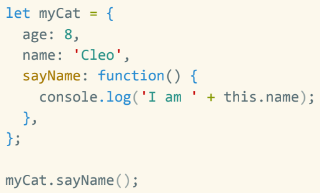 let myCat = {
  age: 8,
  name: 'Cleo',
  sayName: function() {
    console.log('I am ' + this.name);
  },
};

myCat.sayName();